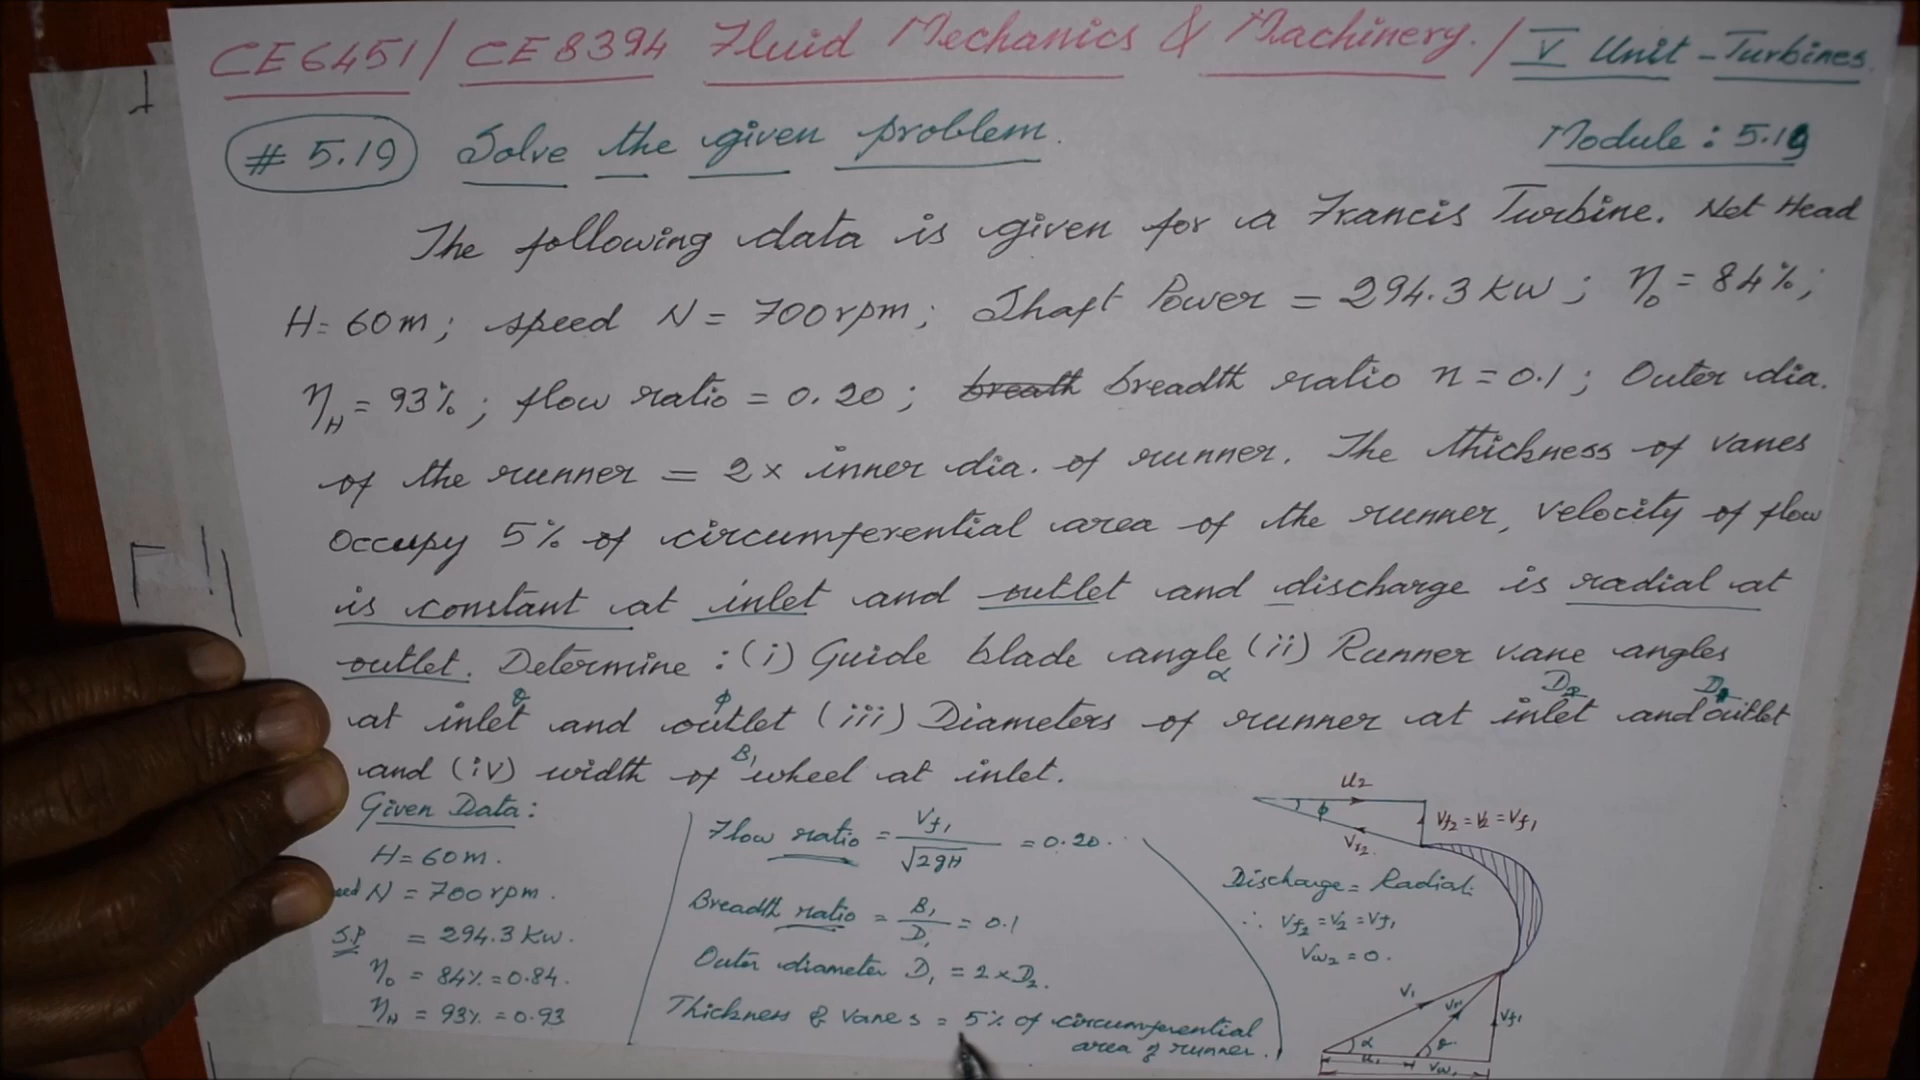 CE6451/ CE8394 Fluid Mechanics & Machinery. / V Unit - Turbines.
# 5.19 Solve the given problem. Module : 5.19
The following data is given for a Francis Turbine. Net Head
H = 60m ; speed N = 700rpm ; Shaft Power = 294.3 KW ; η₀ = 84% ;
ηH = 93% ; flow ratio = 0.20 ; breath breadth ratio n = 0.1 ; Outer dia.
of the runner = 2 x inner dia. of runner. The thickness of vanes
occupy 5% of circumferential area of the runner, velocity of flow
is constant at inlet and outlet and discharge is radial at
outlet. Determine : (i) Guide blade angle (ii) Runner vane angles
α
θ φ
at inlet and outlet (iii) Diameters of runner at inlet and outlet
B₁
and (iv) width of wheel at inlet.
Given Data :
H = 60m.
N = 700 rpm.
S.P = 294.3 KW.
η₀ = 84% = 0.84.
ηH = 93% = 0.93
Flow ratio = Vf₁ / √2gH = 0.20.
Breadth ratio = B₁ / D₁ = 0.1
Outer diameter D₁ = 2 x D₂.
Thickness of vanes = 5% of circumferential
area of runner.
u₂
φ
Vf₂ = V₂ = Vf₁
Vr₂
Discharge = Radial.
∴ Vf₂ = V₂ = Vf₁
Vw₂ = 0.
V₁
Vr₁
Vf₁
α
θ
u₁
Vw₁